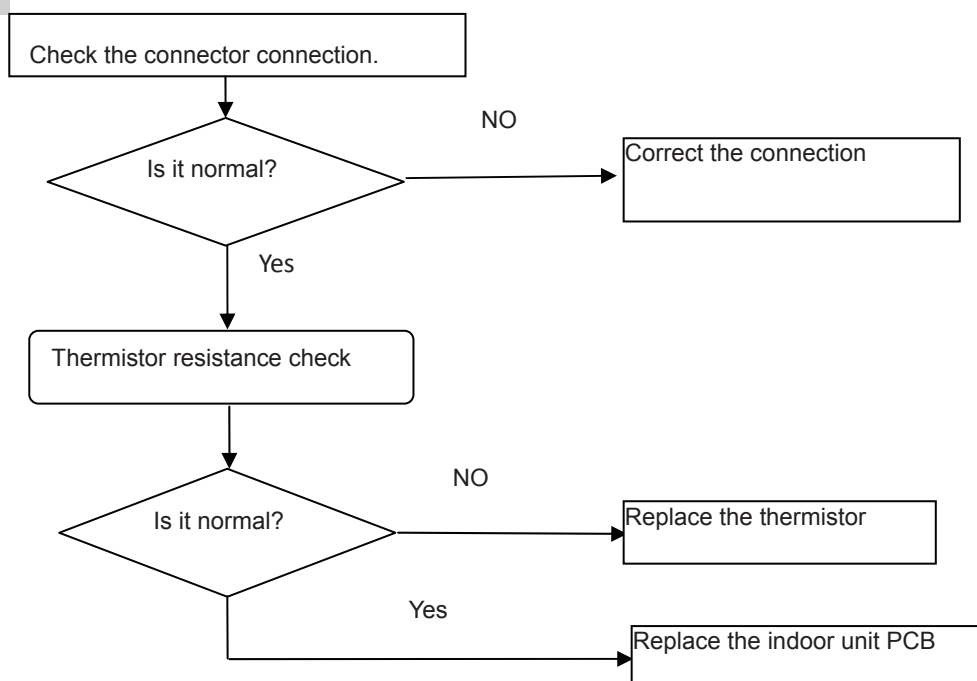 Check the connector connection.
NO
Is it normal?
Correct the connection
Yes
Thermistor resistance check
NO
Is it normal?
Replace the thermistor
Yes
Replace the indoor unit PCB